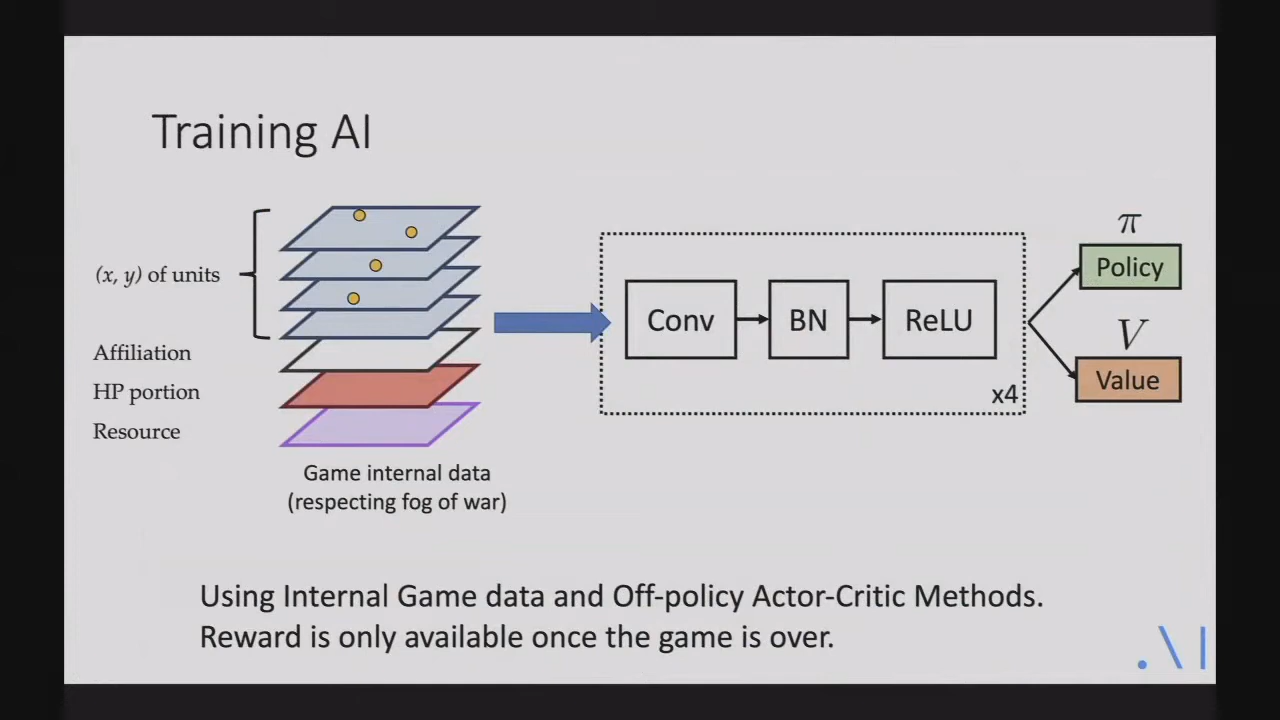 Training AI
(x, y) of units
Affiliation
HP portion
Resource
Game internal data
(respecting fog of war)
Conv
BN
ReLU
x4
π
Policy
V
Value
Using Internal Game data and Off-policy Actor-Critic Methods.
Reward is only available once the game is over.
.\|